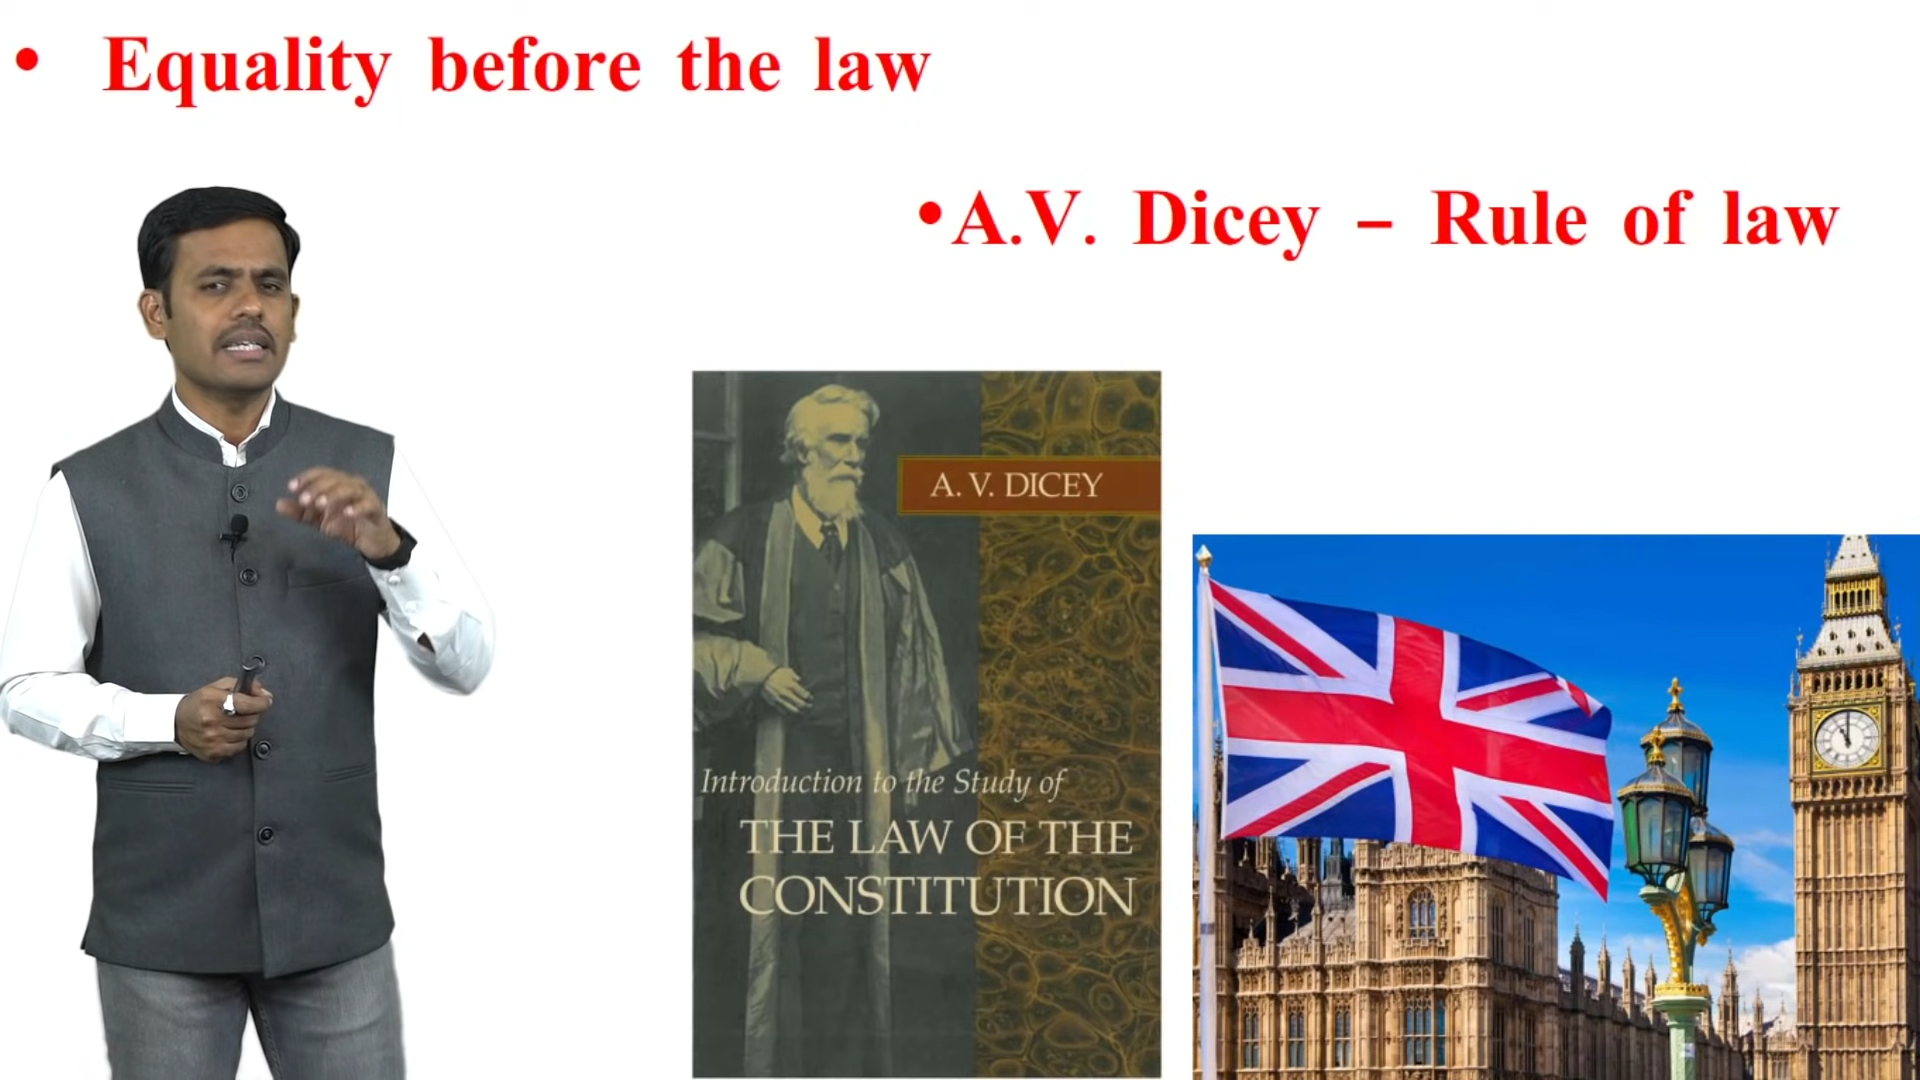 • Equality before the law
•A.V. Dicey – Rule of law
A. V. DICEY
Introduction to the Study of
THE LAW OF THE
CONSTITUTION